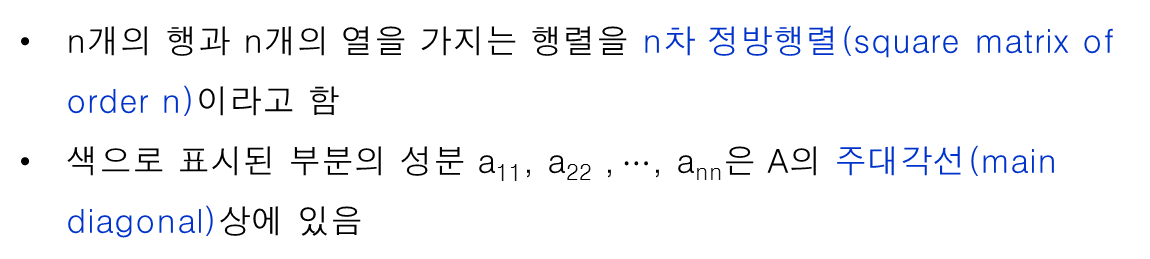 • n개의 행과 n개의 열을 가지는 행렬을 n차 정방행렬(square matrix of
order n)이라고 함
• 색으로 표시된 부분의 성분 a₁₁, a₂₂ , ⋯, aₙₙ은 A의 주대각선(main
diagonal)상에 있음